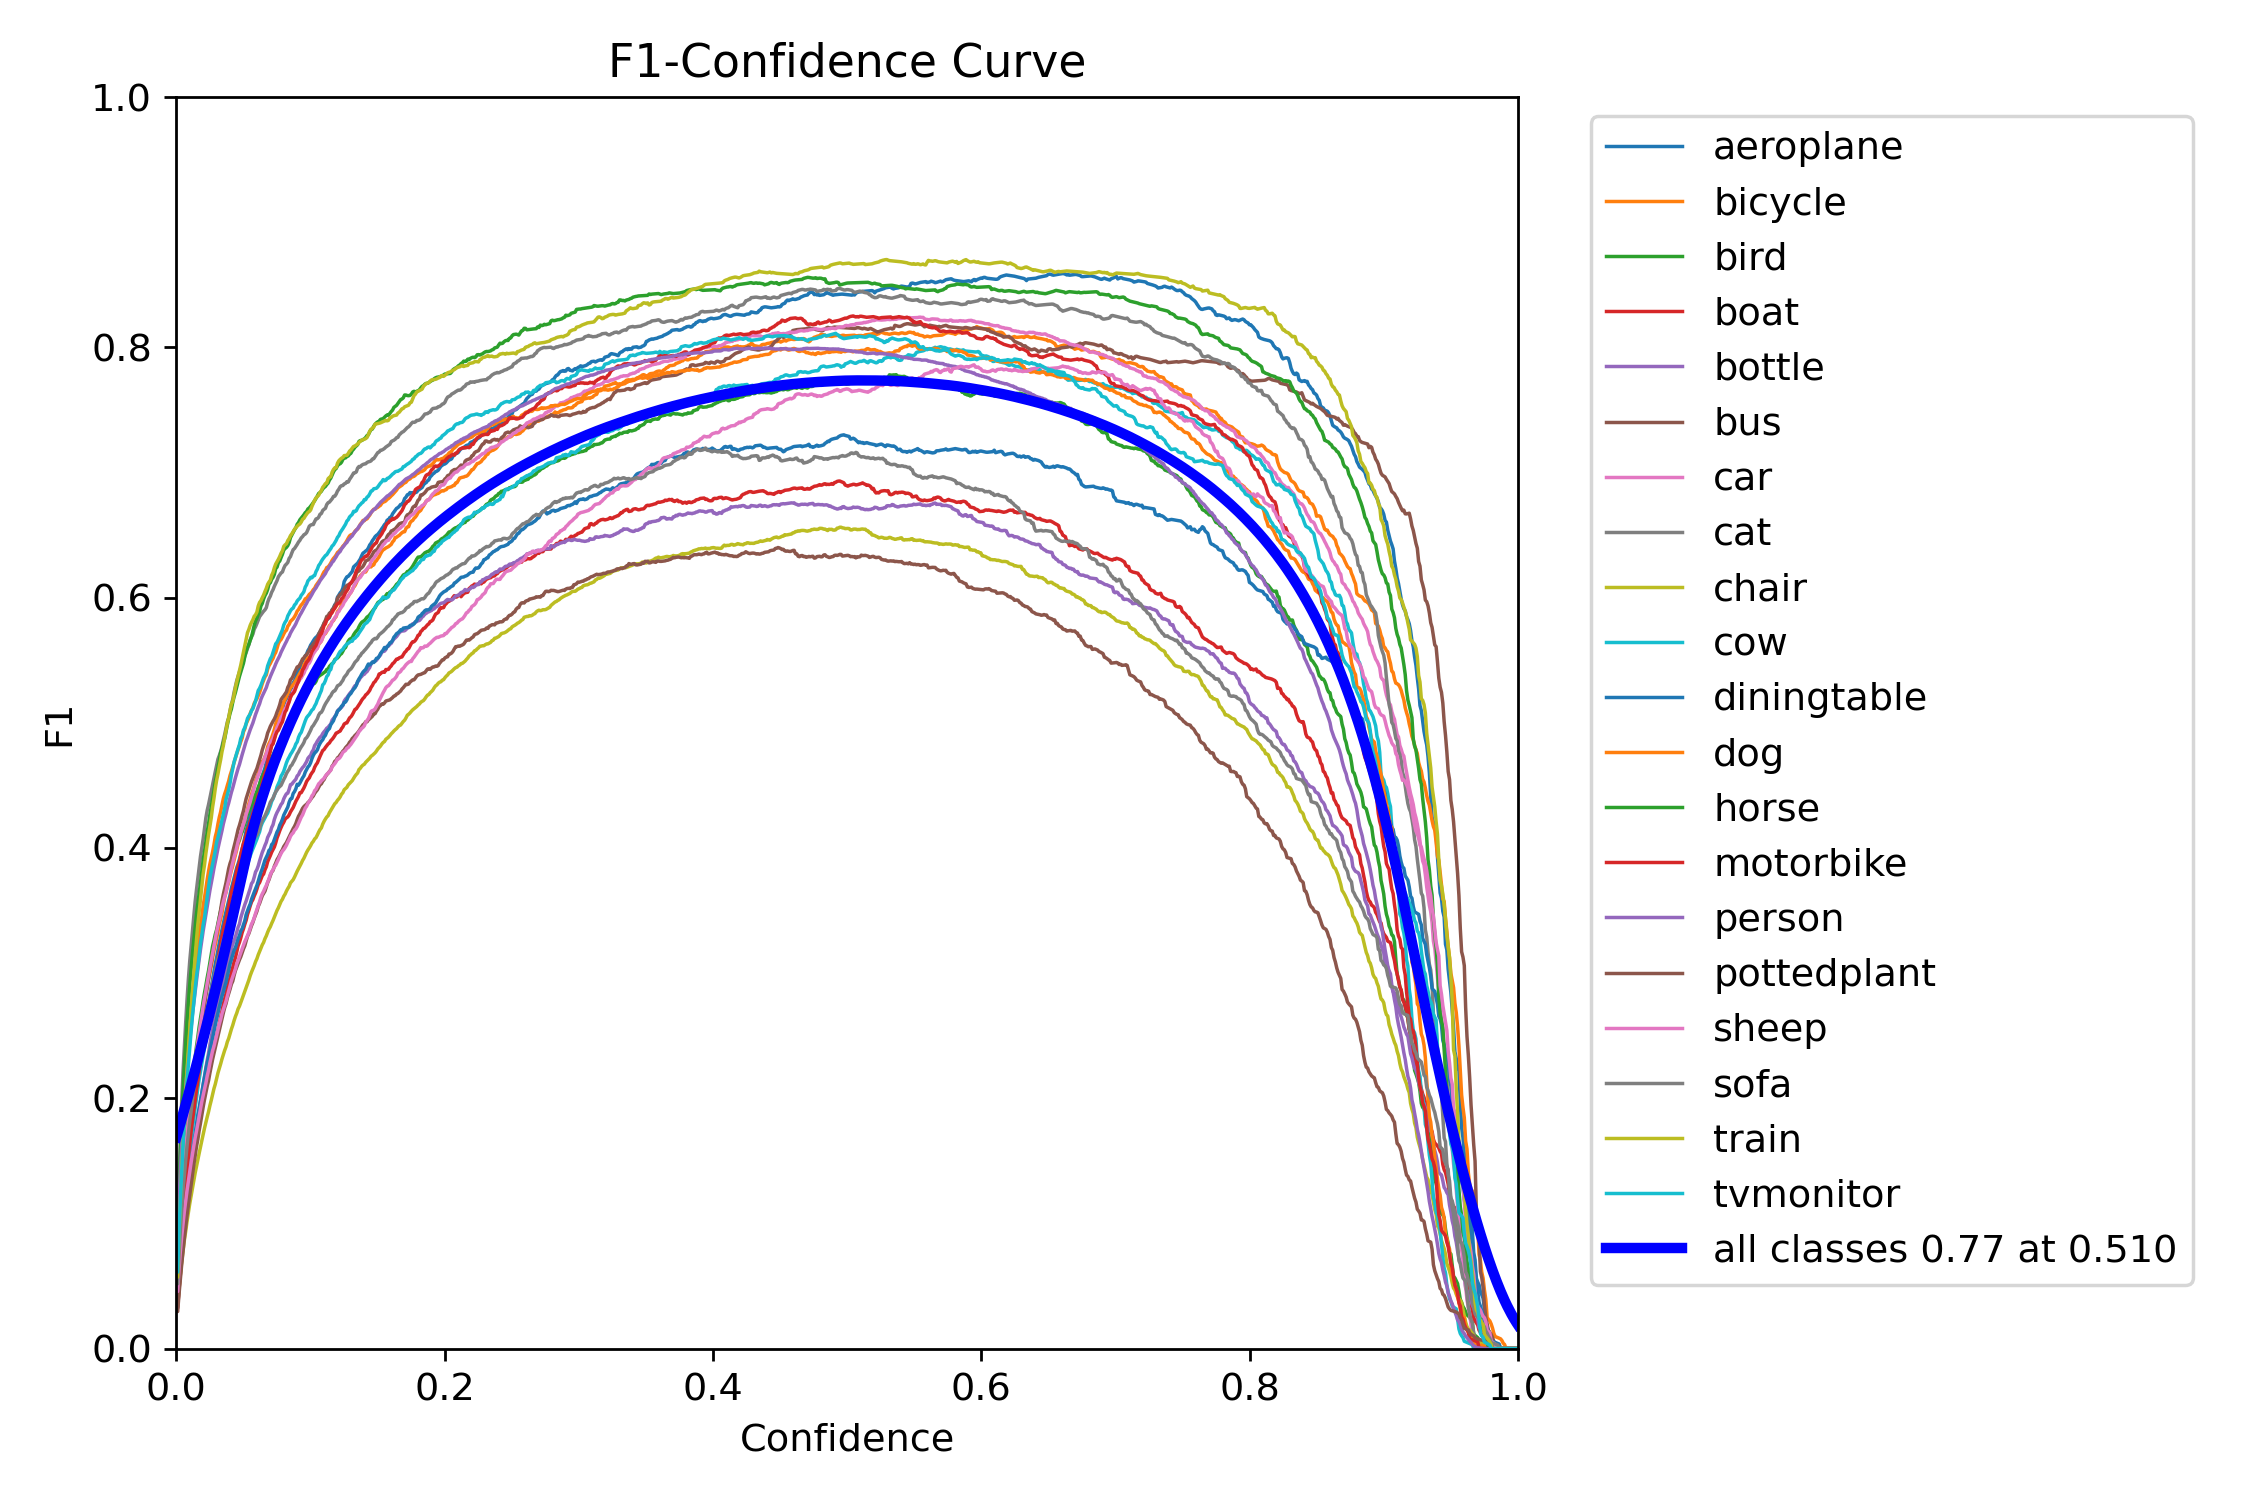 F1-Confidence Curve
1.0
0.8
0.6
0.4
0.2
0.0
F1
0.0 0.2 0.4 0.6 0.8 1.0
Confidence
aeroplane
bicycle
bird
boat
bottle
bus
car
cat
chair
cow
diningtable
dog
horse
motorbike
person
pottedplant
sheep
sofa
train
tvmonitor
all classes 0.77 at 0.510